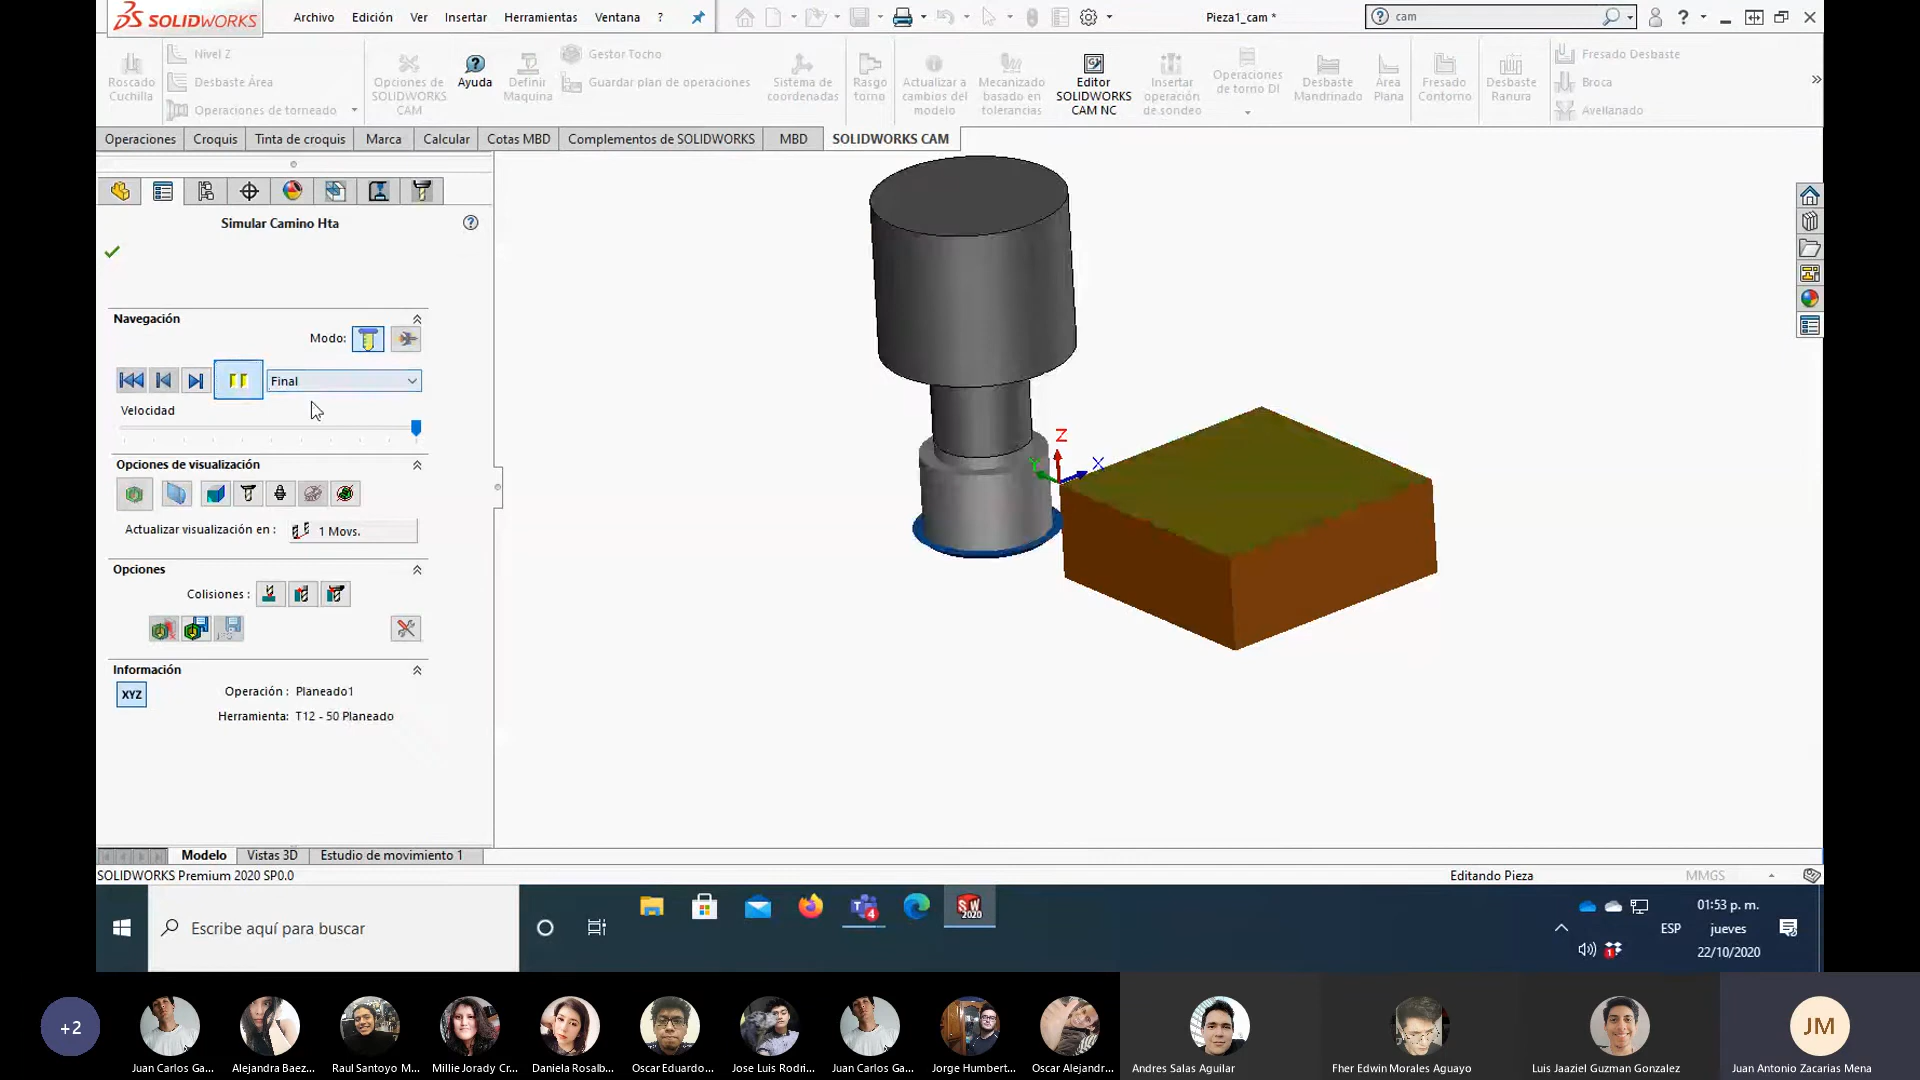 SOLIDWORKS
Archivo Edición Ver Insertar Herramientas Ventana ?
Pieza1_cam *
cam
Roscado Cuchilla
Nivel Z
Desbaste Área
Operaciones de torneado
Opciones de SOLIDWORKS CAM
Ayuda
Definir Maquina
Gestor Tocho
Guardar plan de operaciones
Sistema de coordenadas
Rasgo torno
Actualizar a cambios del modelo
Mecanizado basado en tolerancias
Editor SOLIDWORKS CAM NC
Insertar operación de sondeo
Operaciones de torno DI
Desbaste Mandrinado
Area Plana
Fresado Contorno
Desbaste Ranura
Fresado Desbaste
Broca
Avellanado
Operaciones Croquis Tinta de croquis Marca Calcular Cotas MBD Complementos de SOLIDWORKS MBD SOLIDWORKS CAM
Simular Camino Hta
Navegación
Modo:
Final
Velocidad
Opciones de visualización
Actualizar visualización en : 1 Movs.
Opciones
Colisiones :
Información
XYZ
Operación : Planeado1
Herramienta: T12 - 50 Planeado
Z
Y
X
Modelo Vistas 3D Estudio de movimiento 1
SOLIDWORKS Premium 2020 SP0.0
Editando Pieza
MMGS
Escribe aquí para buscar
4
SW 2020
ESP
1
01:53 p. m.
jueves
22/10/2020
+2
JM
Juan Carlos Ga...
Alejandra Baez...
Raul Santoyo M...
Millie Jorady Cr...
Daniela Rosalb...
Oscar Eduardo...
Jose Luis Rodri...
Juan Carlos Ga...
Jorge Humbert...
Oscar Alejandr...
Andres Salas Aguilar
Fher Edwin Morales Aguayo
Luis Jaaziel Guzman Gonzalez
Juan Antonio Zacarias Mena